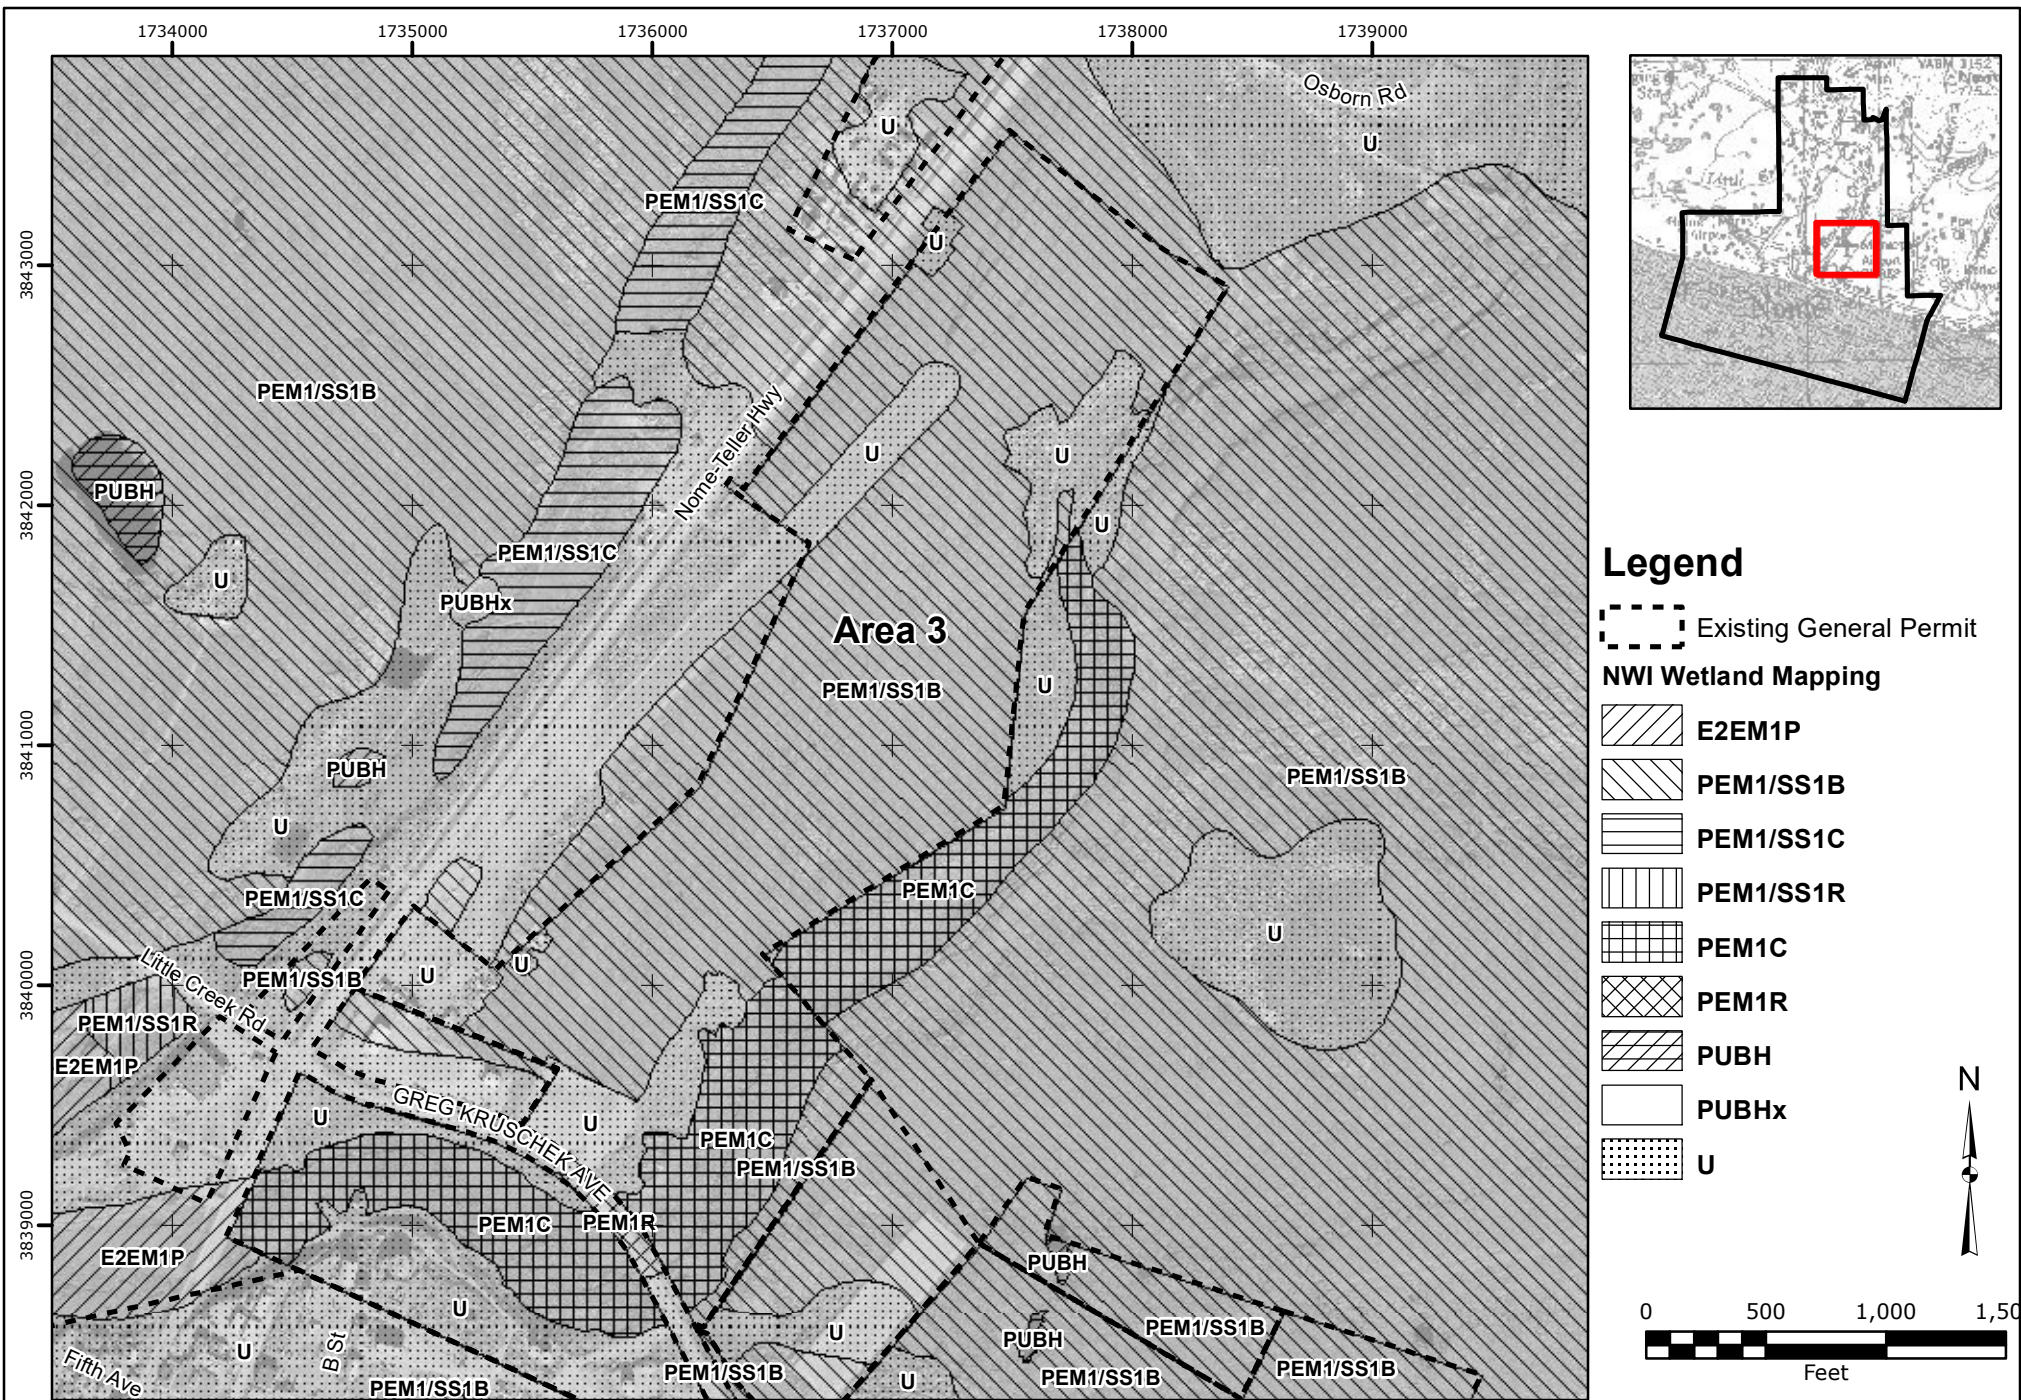 1734000 1735000 1736000 1737000 1738000 1739000
Osborn Rd
U
U
PEM1/SS1C
U
3843000
PEM1/SS1B
Nome-Teller Hwy
U
U
PUBH
3842000
U
PEM1/SS1C
U
PUBHx
Area 3
PEM1/SS1B
U
3841000
PUBH
PEM1/SS1B
U
PEM1/SS1C
PEM1C
U
Little Creek Rd
PEM1/SS1B
U
U
3840000
PEM1/SS1R
E2EM1P
GREG KRUSCHEK AVE
U
U
PEM1C
PEM1/SS1B
3839000
PEM1C
PEM1R
E2EM1P
PUBH
U
U
PUBH
PEM1/SS1B
B St
U
Fifth Ave
PEM1/SS1B
PEM1/SS1B
U
PEM1/SS1B
PEM1/SS1B
Legend
Existing General Permit
NWI Wetland Mapping
E2EM1P
PEM1/SS1B
PEM1/SS1C
PEM1/SS1R
PEM1C
PEM1R
PUBH
PUBHx
U
N
0 500 1,000 1,50
Feet